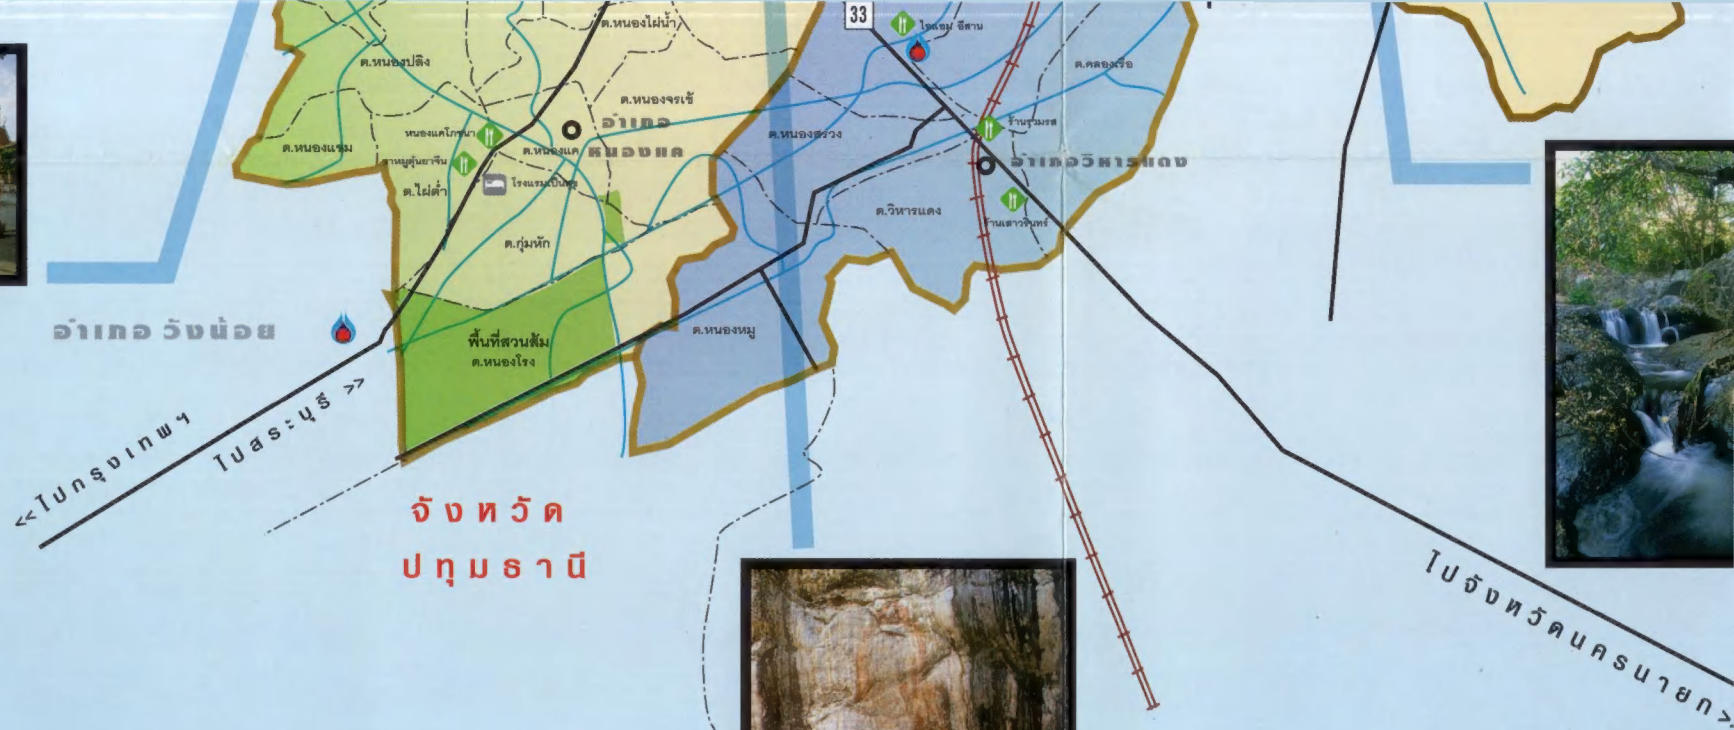 33
ไอแอม อีสาน
ต.หนองไผ่น้ำ
ต.หนองปลิง
ต.คลองเรือ
ต.หนองจรเข้
อำเภอ
หนองแค
ต.หนองแค
ต.หนองสรวง
ร้านรวมรส
หนองแคโภชนา
ต.หนองแขม
ขาหมูตุ๋นยาจีน
อำเภอวิหารแดง
ต.ไผ่ต่ำ
ต.วิหารแดง
ร้านเสาวรินทร์
ต.กุ่มหัก
อำเภอ วังน้อย
พื้นที่สวนส้ม
ต.หนองโรง
ต.หนองหมู
<<ไปกรุงเทพฯ
ไปสระบุรี >>
จังหวัด
ปทุมธานี
ไปจังหวัดนครนายก>>